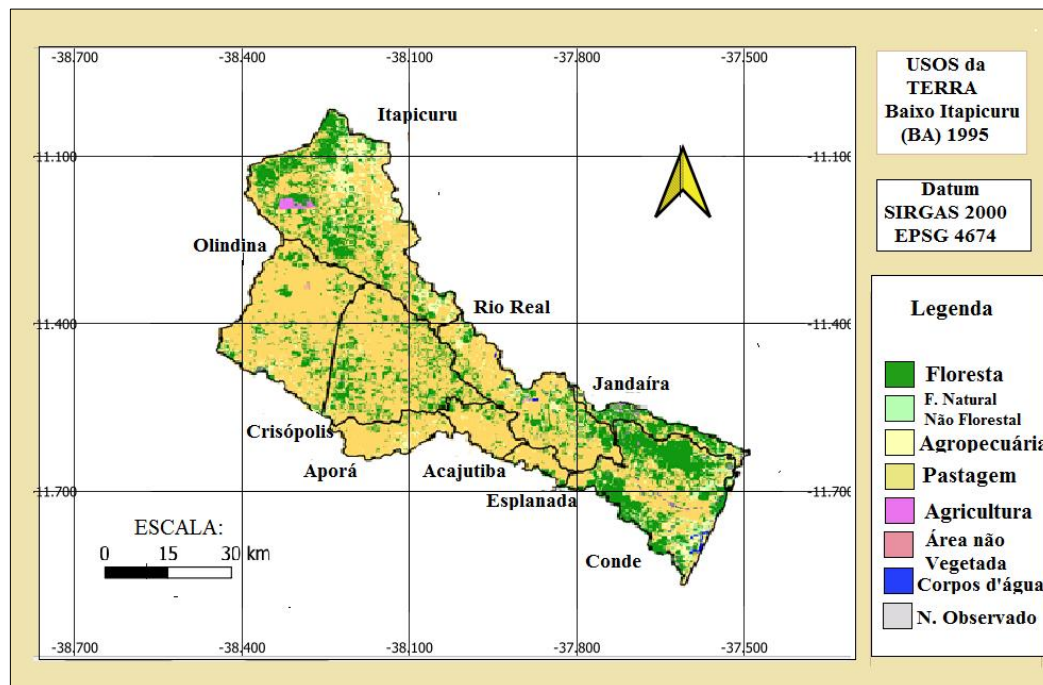 -38.700
-38.400
-38.100
-37.800
-37.500
USOS da
TERRA
Baixo Itapicuru
(BA) 1995
Datum
SIRGAS 2000
EPSG 4674
Itapicuru
-11.100
-11.100
Olindina
Rio Real
-11.400
-11.400
Jandaíra
Crisópolis
Aporá
Acajutiba
Esplanada
-11.700
-11.700
Conde
ESCALA:
0 15 30 km
-38.700
-38.400
-38.100
-37.800
-37.500
Legenda
Floresta
F. Natural
Não Florestal
Agropecuária
Pastagem
Agricultura
Área não
Vegetada
Corpos d'água
N. Observado